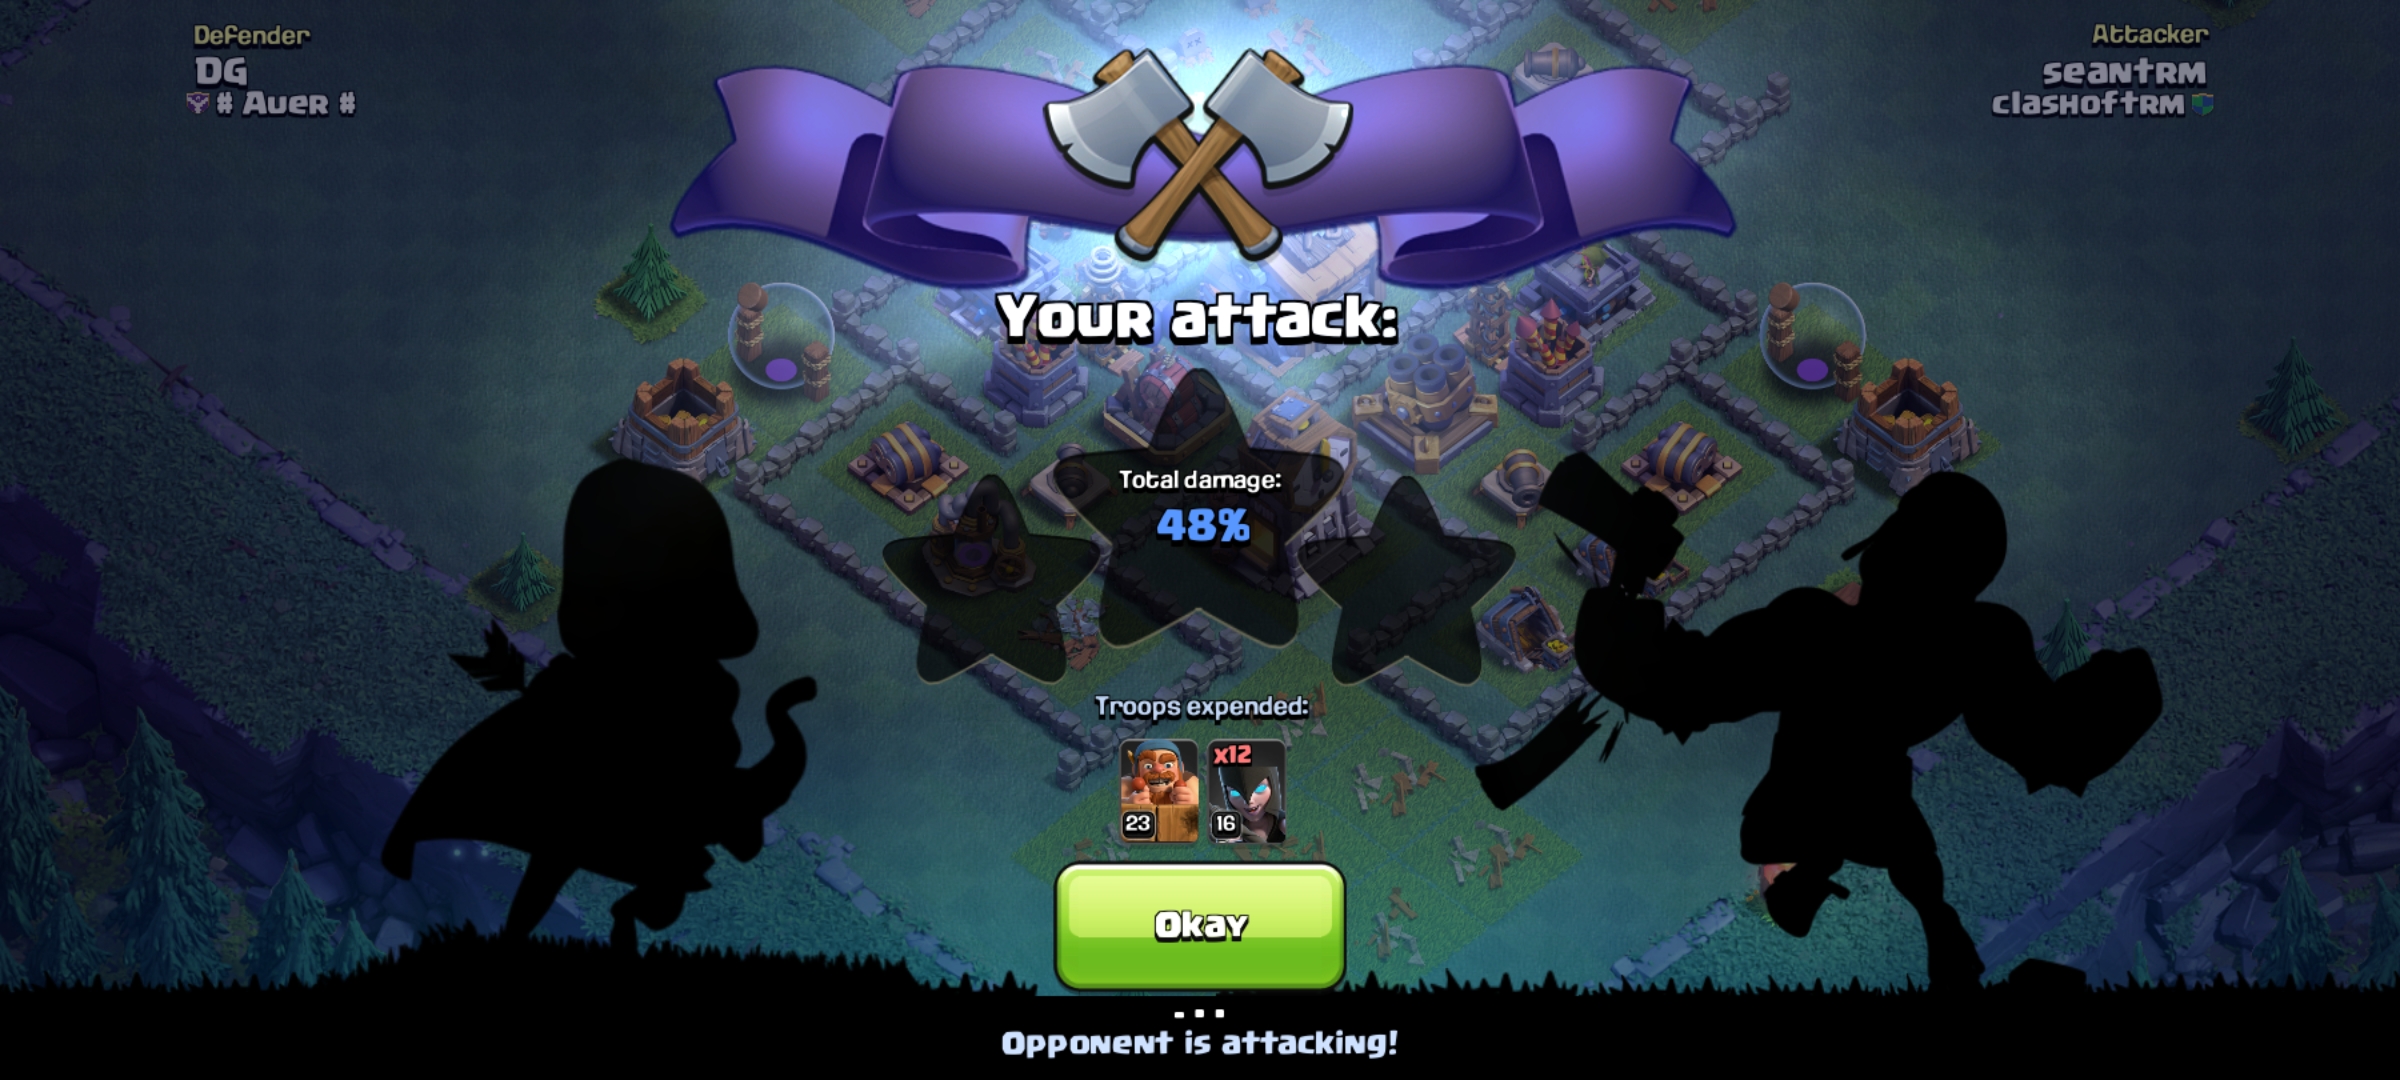 Defender
DG
# Auer #
Attacker
seantRM
clashoftRM
Your attack:
Total damage:
48%
Troops expended:
x12
23
16
Okay
...
Opponent is attacking!